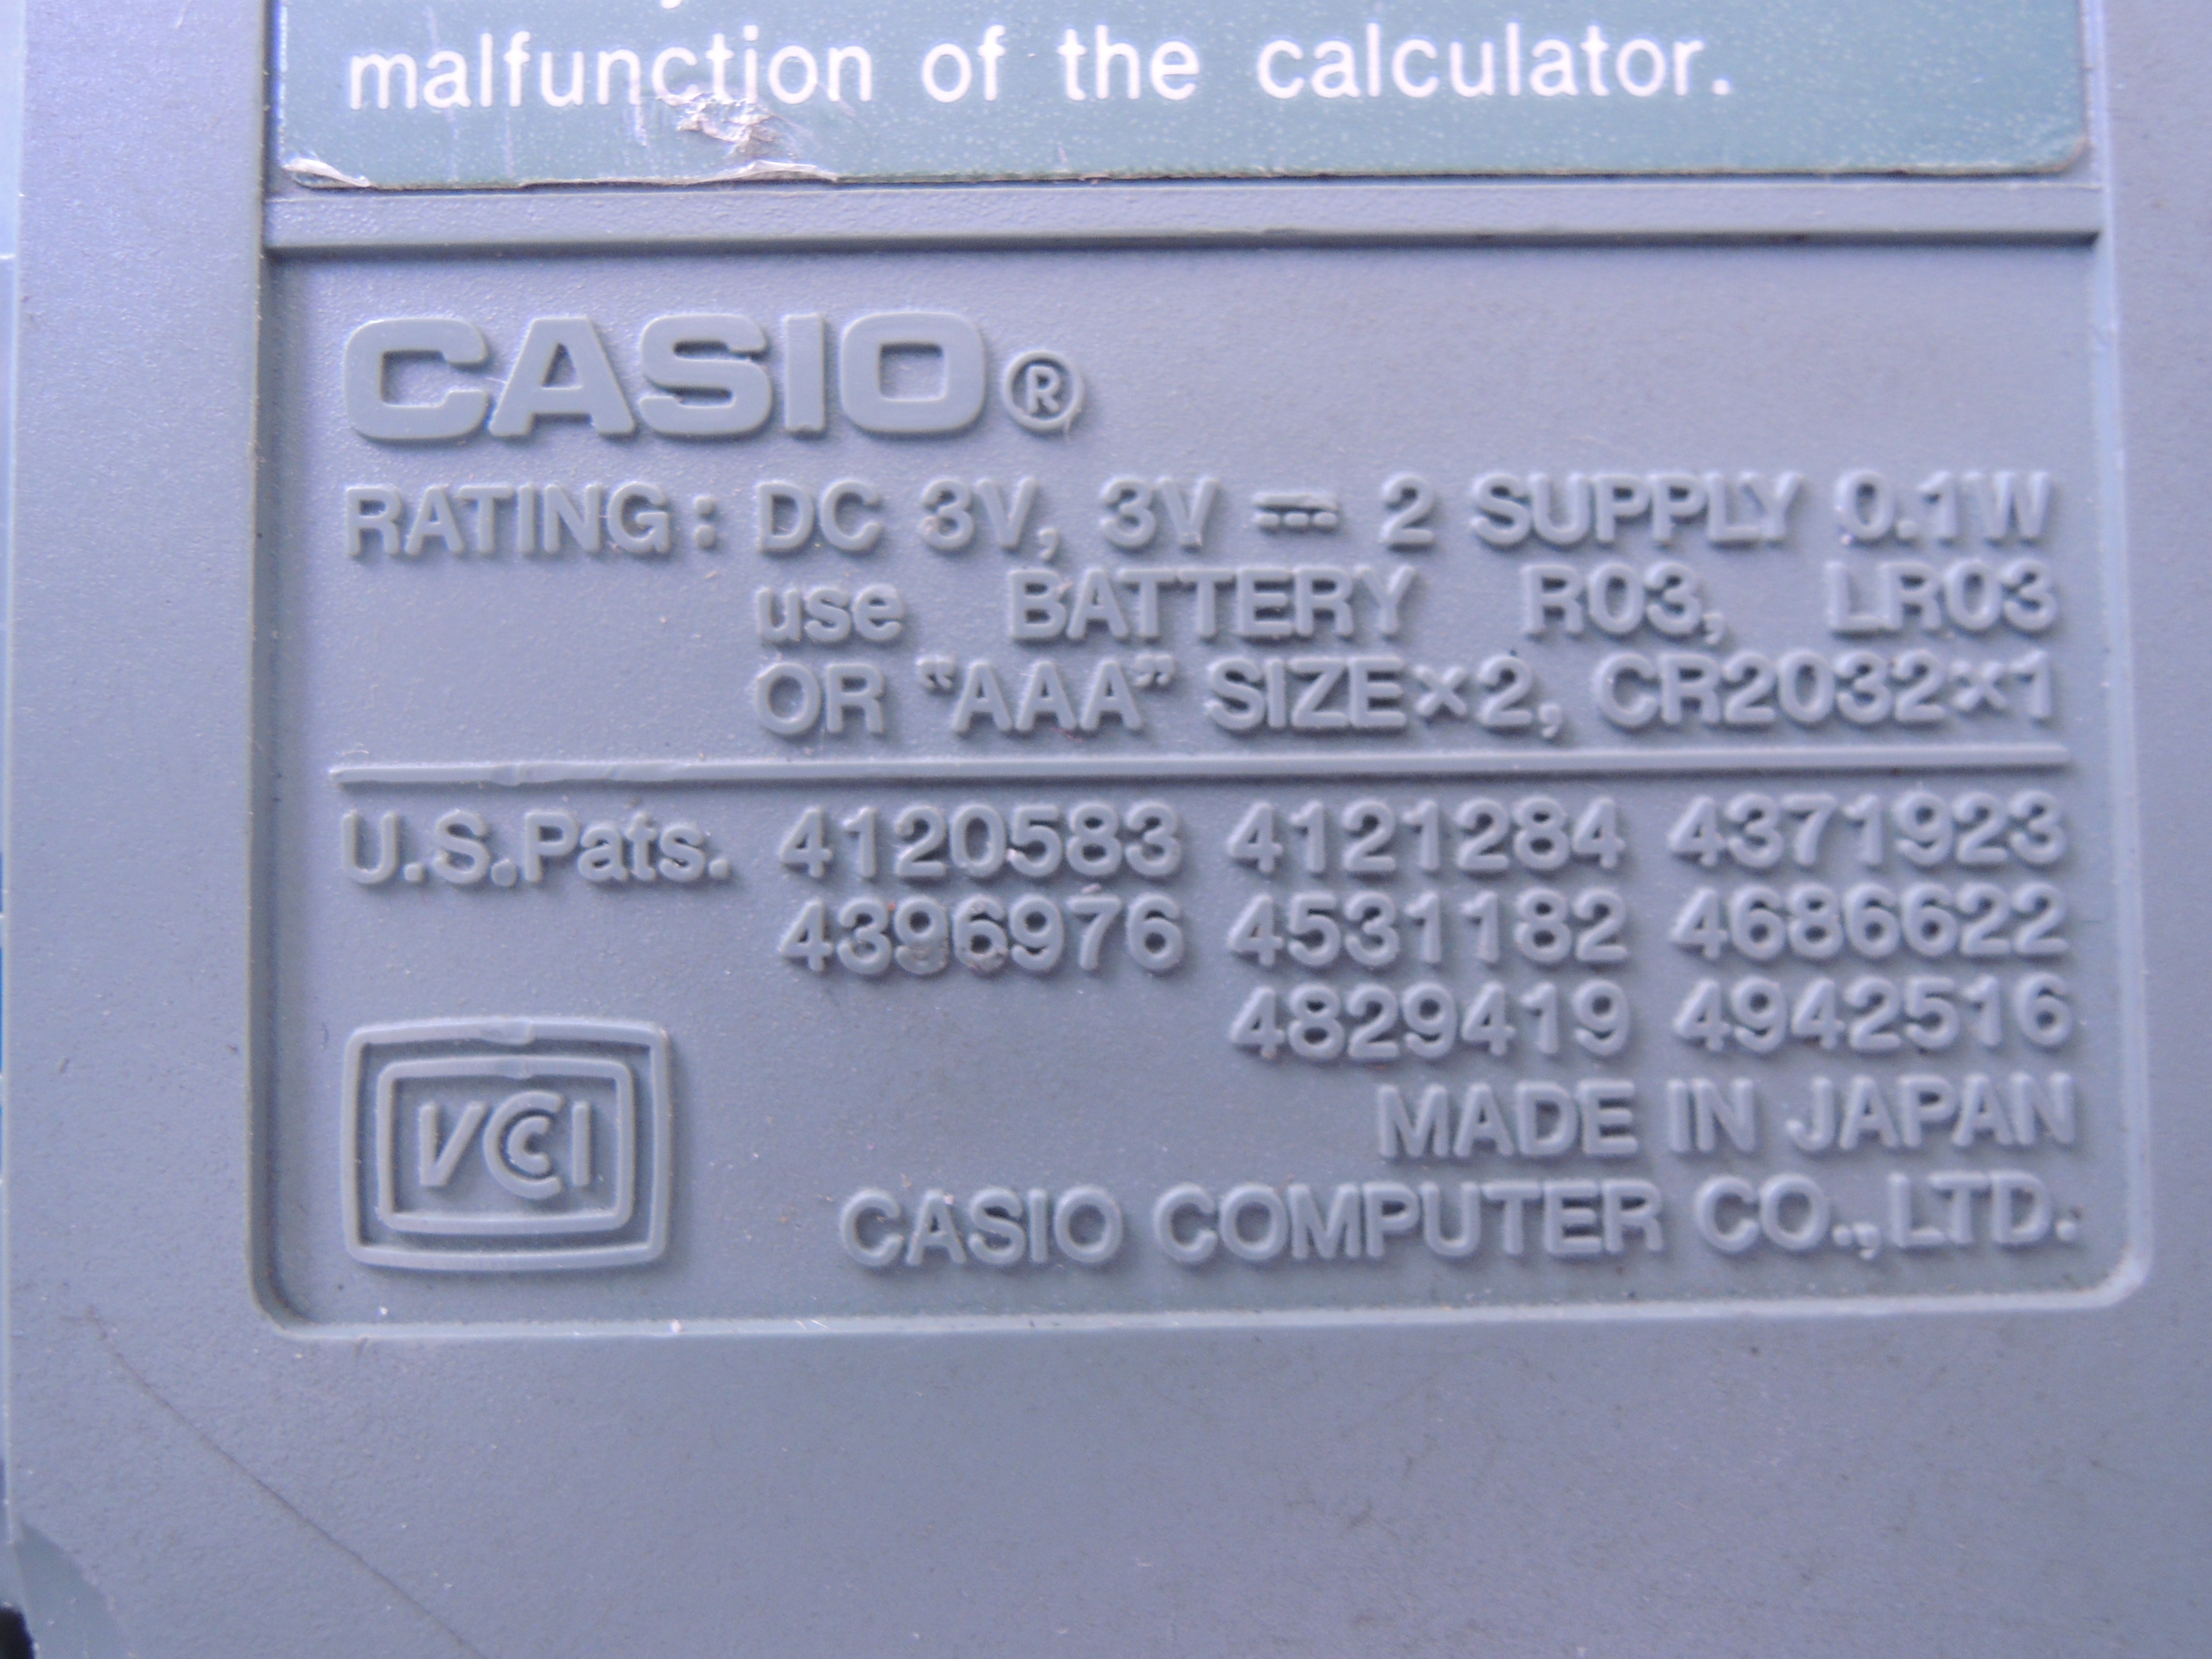 malfunction of the calculator.
CASIO®
RATING: DC 3V, 3V ⎓ 2 SUPPLY 0.1W
use BATTERY R03, LR03
OR "AAA" SIZE×2, CR2032×1
U.S.Pats. 4120583 4121284 4371923
4396976 4531182 4686622
4829419 4942516
MADE IN JAPAN
VCCI
CASIO COMPUTER CO.,LTD.